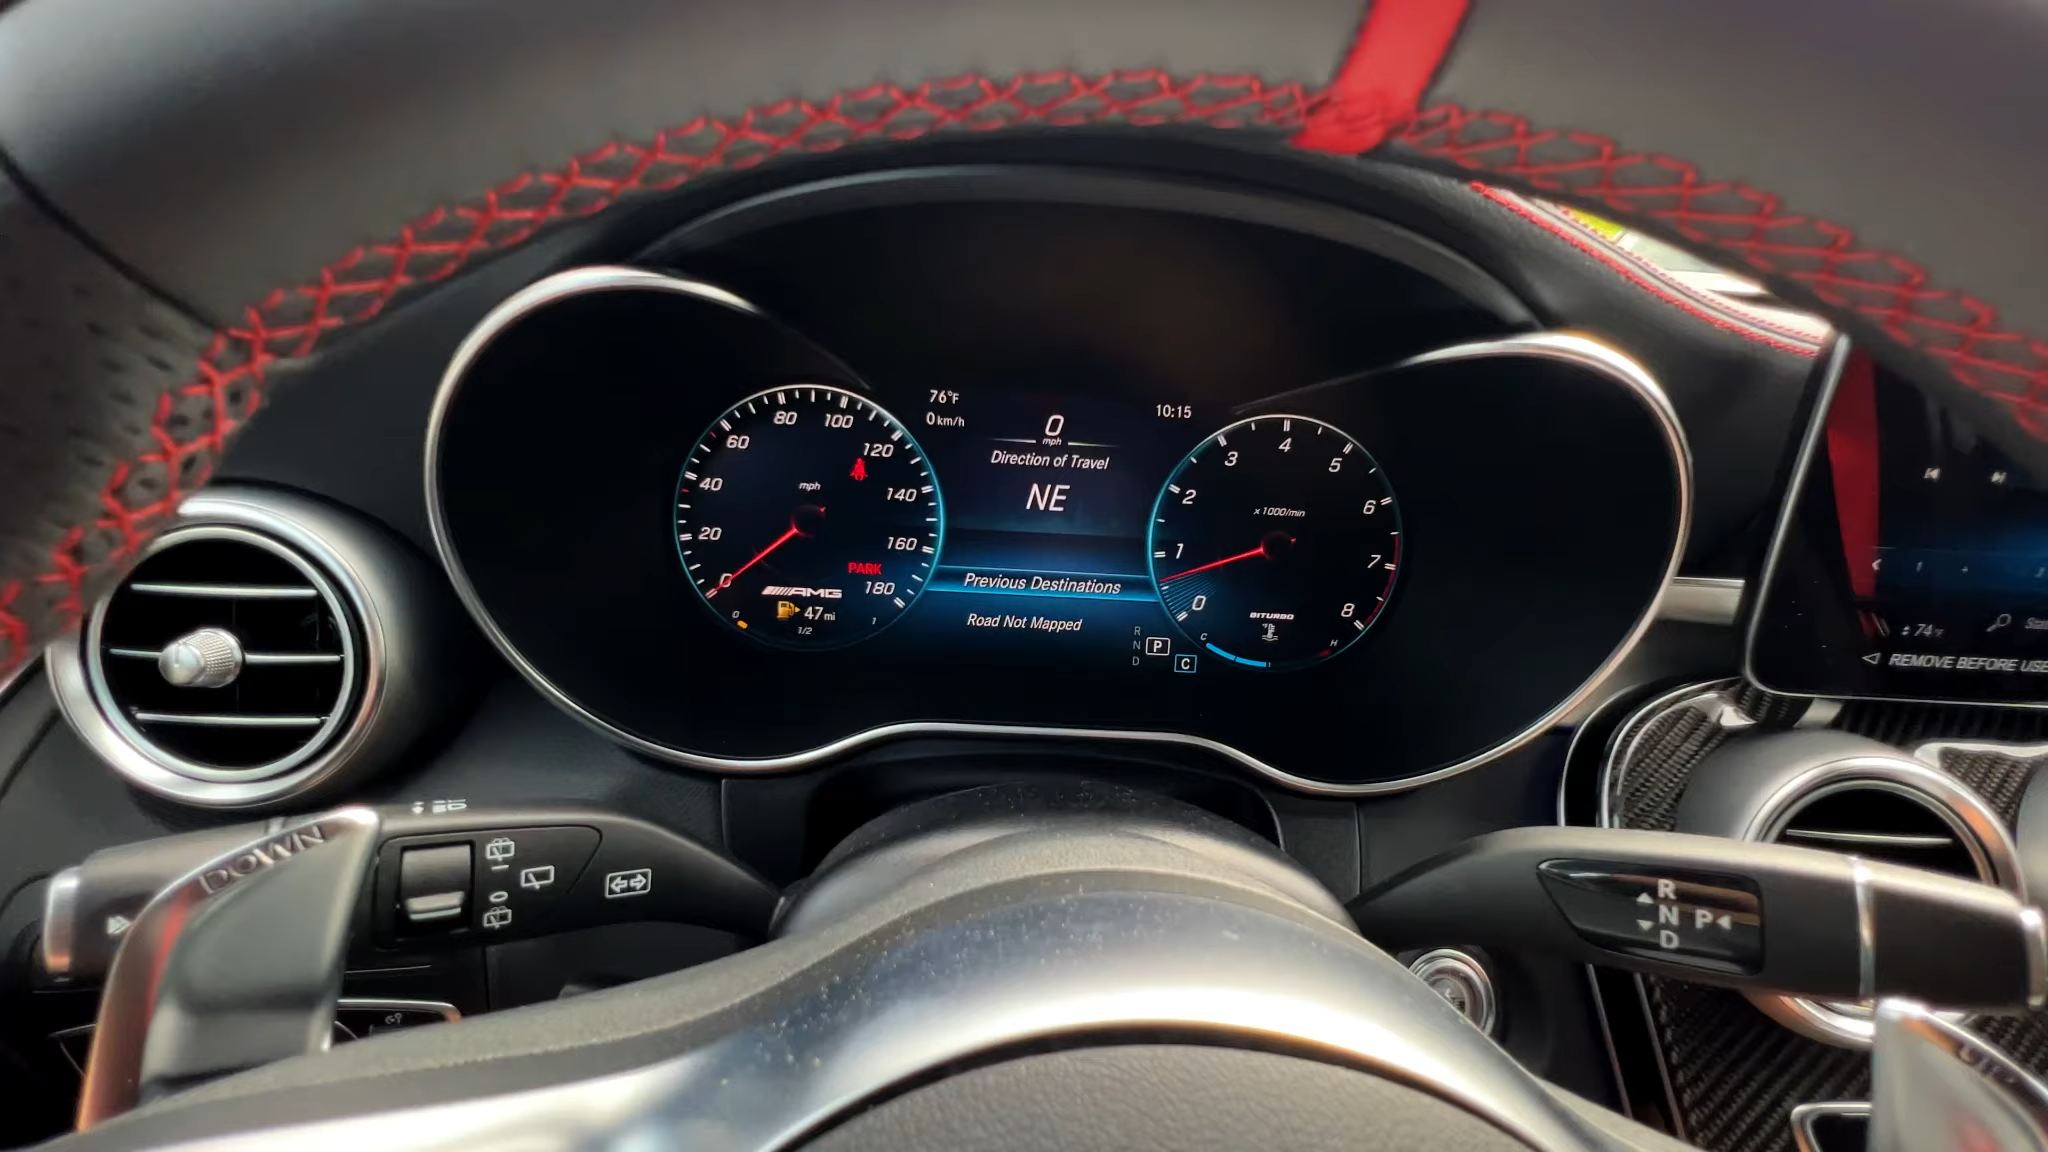 76°F
0 km/h
0
mph
10:15
Direction of Travel
NE
Previous Destinations
Road Not Mapped
0
20
40
60
80
100
120
140
160
180
mph
PARK
AMG
47 mi
0
1/2
1
0
1
2
3
4
5
6
7
8
x 1000/min
BITURBO
C
H
R
N
D
P
C
74°F
REMOVE BEFORE USE
DOWN
R
N P
D